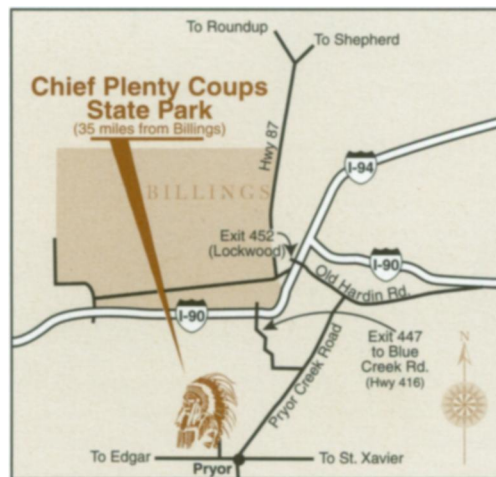 To Roundup
To Shepherd
Chief Plenty Coups
State Park
(35 miles from Billings)
Hwy 87
I-94
BILLINGS
Exit 452
(Lockwood)
I-90
Old Hardin Rd.
I-90
Exit 447
to Blue
Creek Rd.
(Hwy 416)
Pryor Creek Road
N
To Edgar
To St. Xavier
Pryor